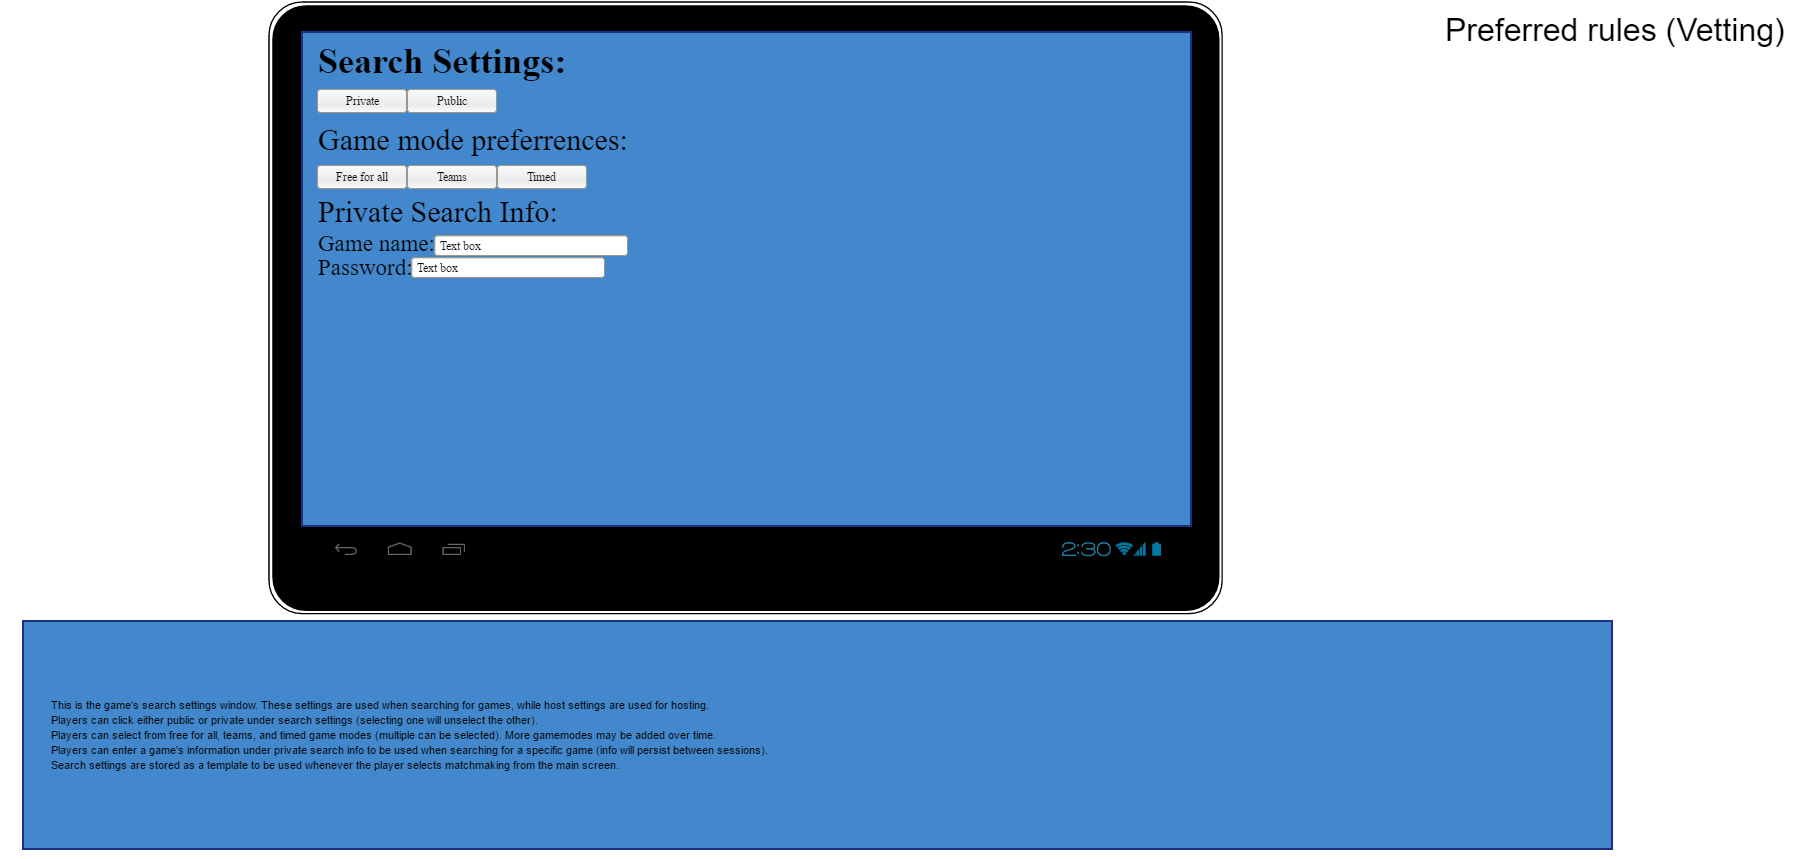 Preferred rules (Vetting)
Search Settings:
Private Public
Game mode preferrences:
Free for all Teams Timed
Private Search Info:
Game name: Text box
Password: Text box
2:30
This is the game's search settings window. These settings are used when searching for games, while host settings are used for hosting.
Players can click either public or private under search settings (selecting one will unselect the other).
Players can select from free for all, teams, and timed game modes (multiple can be selected). More gamemodes may be added over time.
Players can enter a game's information under private search info to be used when searching for a specific game (info will persist between sessions).
Search settings are stored as a template to be used whenever the player selects matchmaking from the main screen.